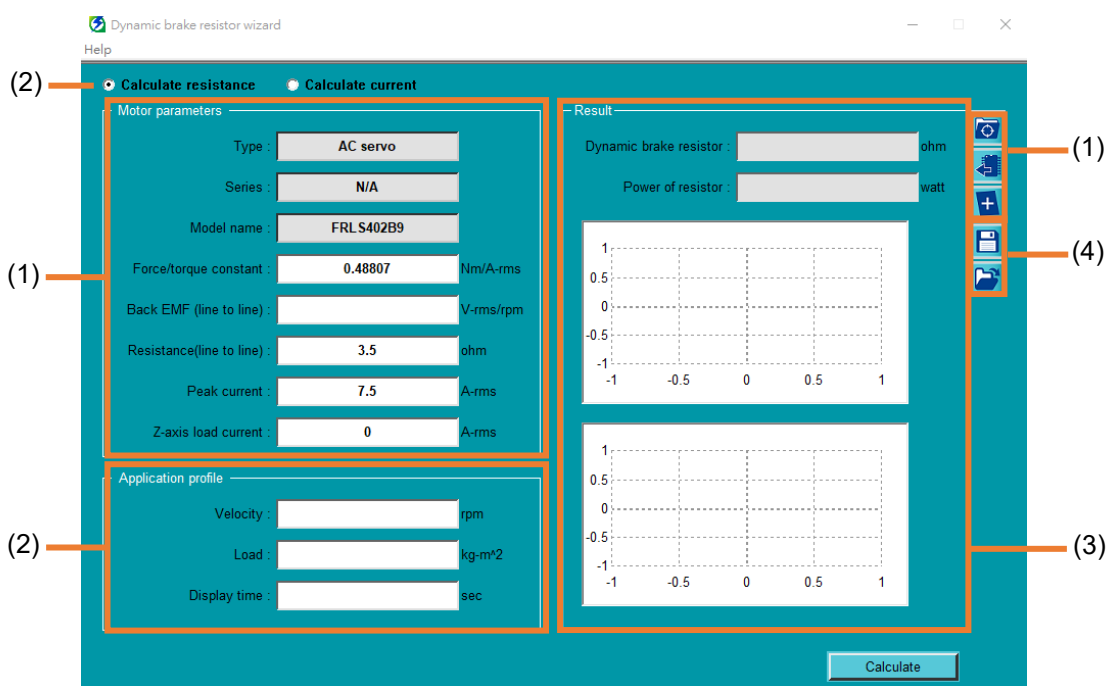 Dynamic brake resistor wizard
Help
(2)
Calculate resistance Calculate current
Motor parameters
Type : AC servo
Series : N/A
Model name : FRLS402B9
(1)
Force/torque constant : 0.48807 Nm/A-rms
Back EMF (line to line) : V-rms/rpm
Resistance(line to line) : 3.5 ohm
Peak current : 7.5 A-rms
Z-axis load current : 0 A-rms
Application profile
(2)
Velocity : rpm
Load : kg-m^2
Display time : sec
Result
Dynamic brake resistor : ohm
Power of resistor : watt
(1)
(4)
1
0.5
0
-0.5
-1
-1 -0.5 0 0.5 1
1
0.5
0
-0.5
-1
-1 -0.5 0 0.5 1
(3)
Calculate